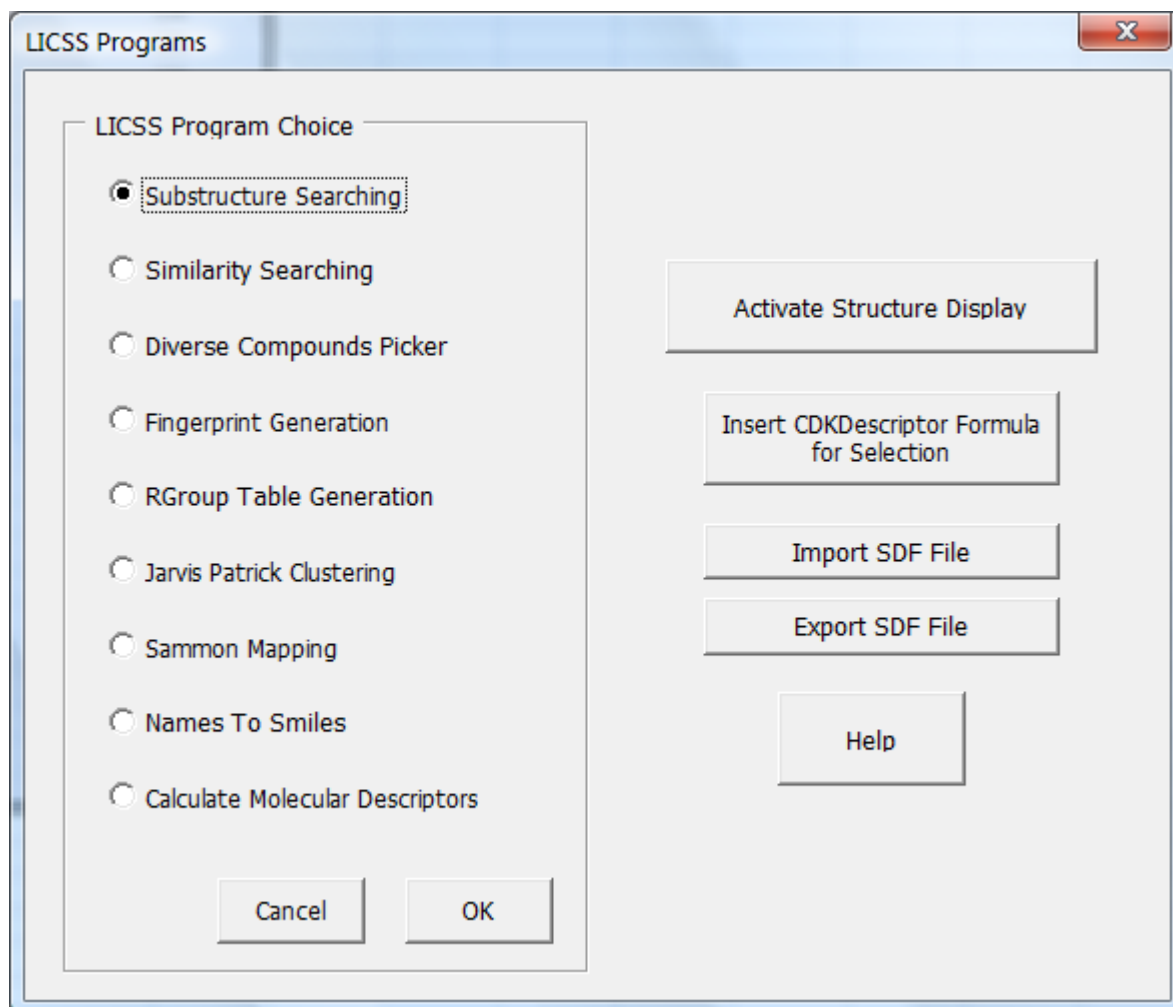 LICSS Programs
X
LICSS Program Choice
Substructure Searching
Similarity Searching
Diverse Compounds Picker
Fingerprint Generation
RGroup Table Generation
Jarvis Patrick Clustering
Sammon Mapping
Names To Smiles
Calculate Molecular Descriptors
Cancel
OK
Activate Structure Display
Insert CDKDescriptor Formula
for Selection
Import SDF File
Export SDF File
Help